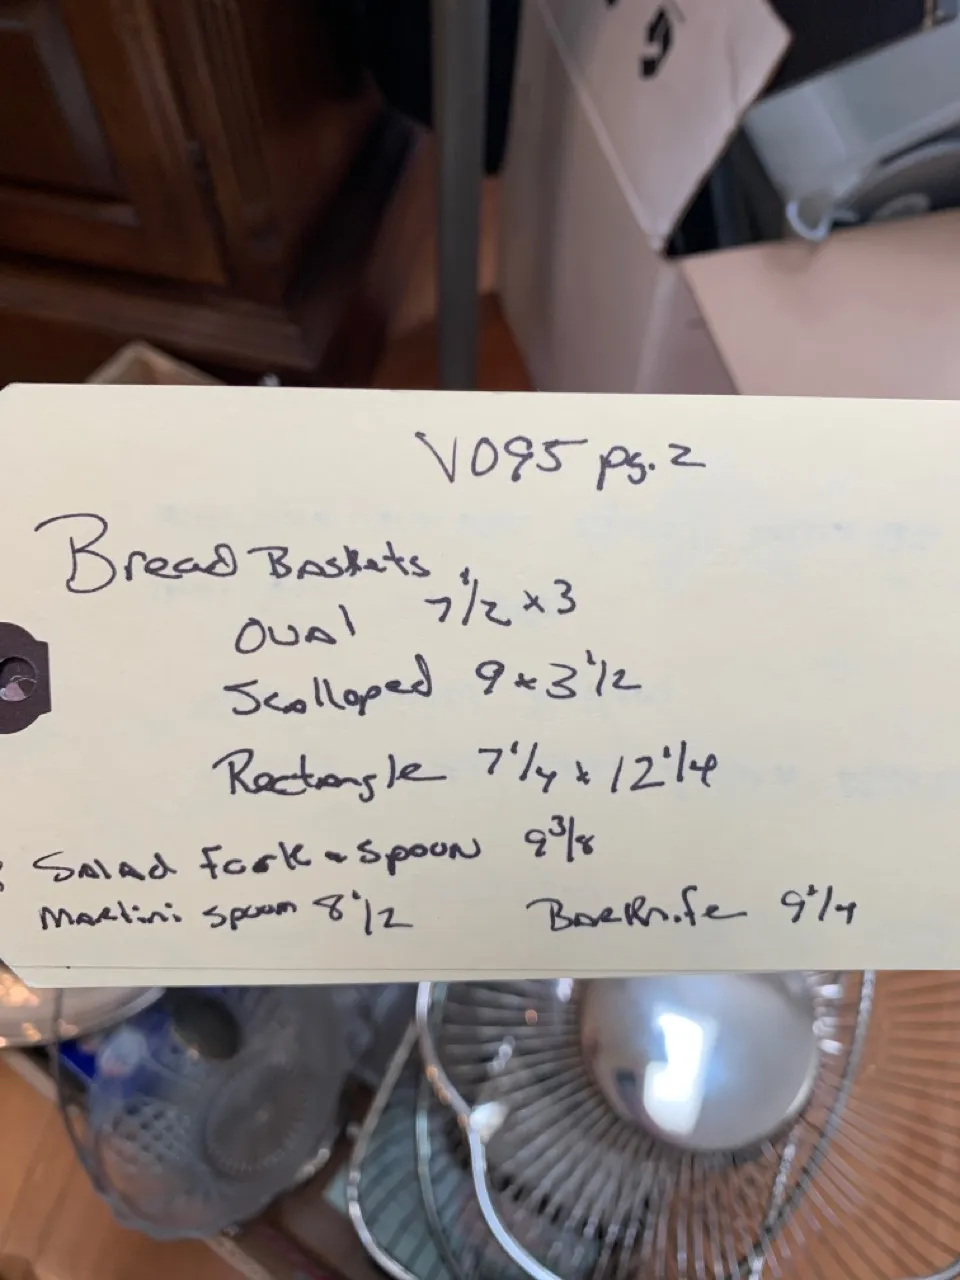 V095 pg. 2
Bread Baskets
Oval 7 1/2 x 3
Scalloped 9 x 3 1/2
Rectangle 7 1/4 x 12 1/4
Salad Fork & Spoon 9 3/8
Martini Spoon 8 1/2 Bar Knife 9 1/4